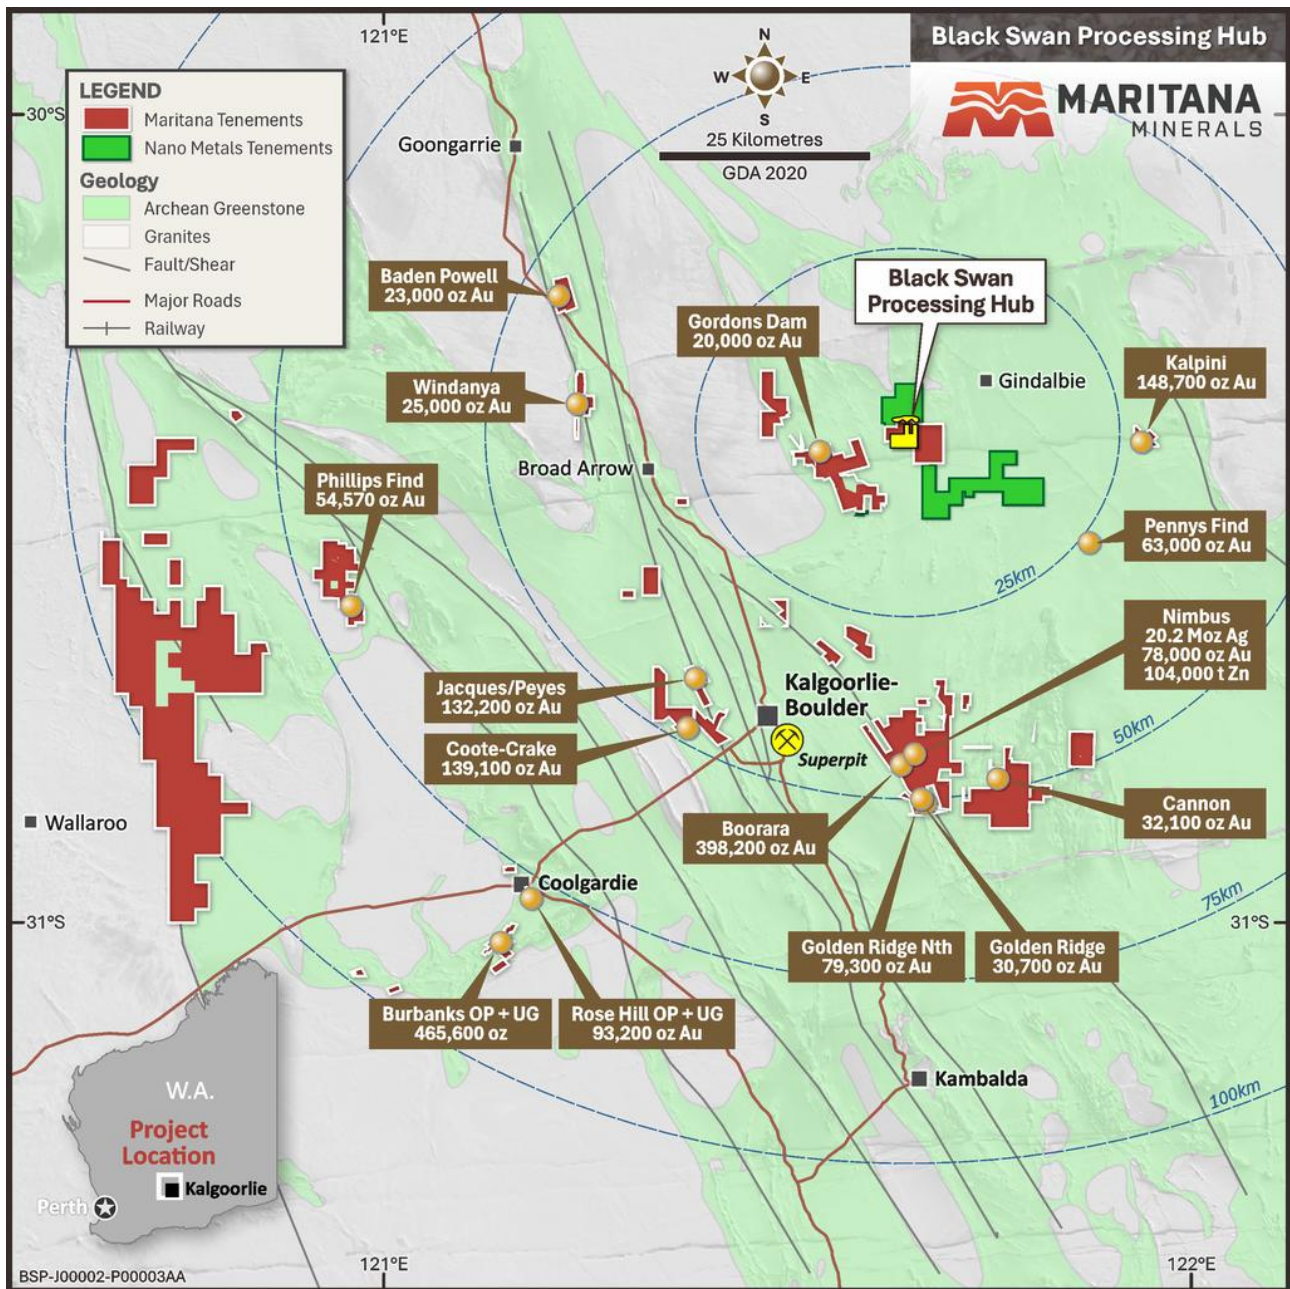 Black Swan Processing Hub
MARITANA
MINERALS
121°E
N
W
E
S
25 Kilometres
GDA 2020
LEGEND
Maritana Tenements
Nano Metals Tenements
Geology
Archean Greenstone
Granites
Fault/Shear
Major Roads
Railway
30°S
Goongarrie
Baden Powell
23,000 oz Au
Black Swan
Processing Hub
Gordons Dam
20,000 oz Au
Kalpini
148,700 oz Au
Gindalbie
Windanya
25,000 oz Au
Broad Arrow
Phillips Find
54,570 oz Au
Pennys Find
63,000 oz Au
25km
Nimbus
20.2 Moz Ag
78,000 oz Au
104,000 t Zn
Jacques/Peyes
132,200 oz Au
Kalgoorlie-
Boulder
50km
Coote-Crake
139,100 oz Au
Superpit
Wallaroo
Cannon
32,100 oz Au
Boorara
398,200 oz Au
Coolgardie
75km
31°S
31°S
Golden Ridge Nth
79,300 oz Au
Golden Ridge
30,700 oz Au
Burbanks OP + UG
465,600 oz
Rose Hill OP + UG
93,200 oz Au
Kambalda
100km
W.A.
Project
Location
Kalgoorlie
Perth
121°E
122°E
BSP-J00002-P00003AA